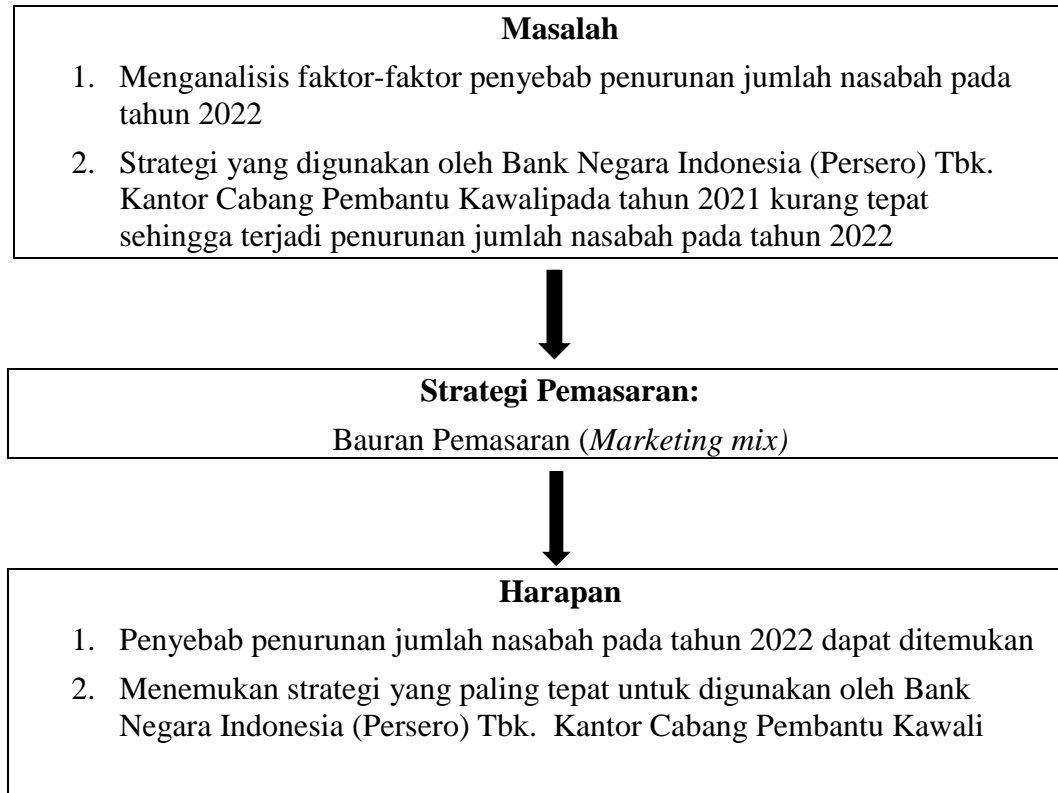 Masalah
1. Menganalisis faktor-faktor penyebab penurunan jumlah nasabah pada
tahun 2022
2. Strategi yang digunakan oleh Bank Negara Indonesia (Persero) Tbk.
Kantor Cabang Pembantu Kawalipada tahun 2021 kurang tepat
sehingga terjadi penurunan jumlah nasabah pada tahun 2022
Strategi Pemasaran:
Bauran Pemasaran (Marketing mix)
Harapan
1. Penyebab penurunan jumlah nasabah pada tahun 2022 dapat ditemukan
2. Menemukan strategi yang paling tepat untuk digunakan oleh Bank
Negara Indonesia (Persero) Tbk. Kantor Cabang Pembantu Kawali